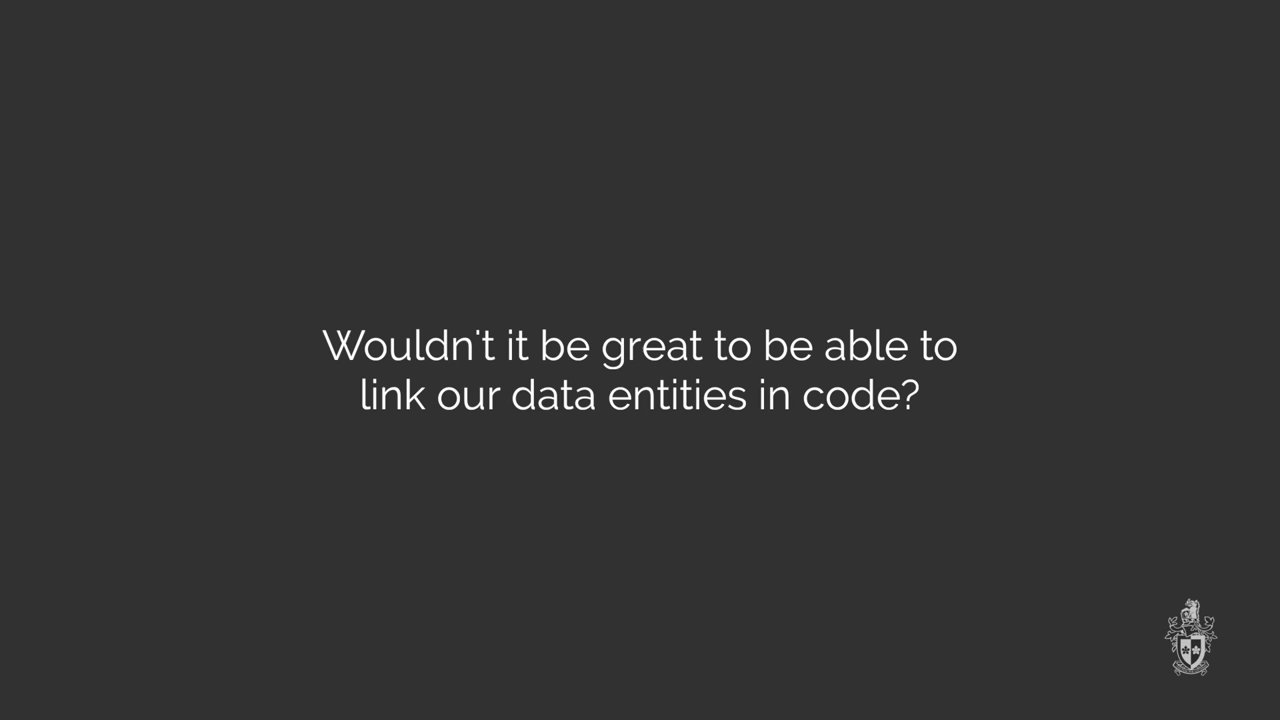 Wouldn't it be great to be able to
link our data entities in code?